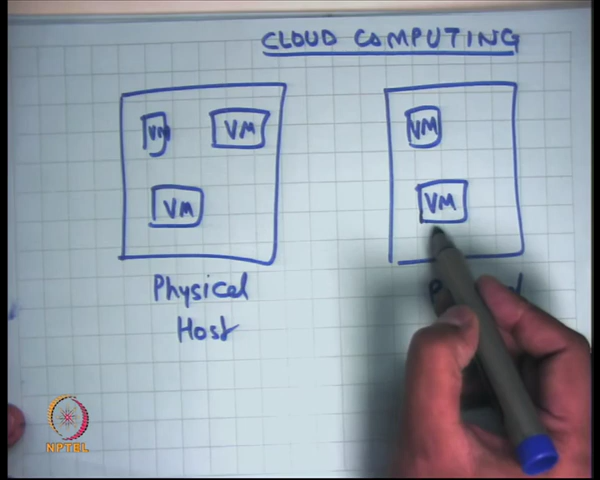 CLOUD COMPUTING
VM VM
VM
Physical
Host
VM
VM
NPTEL